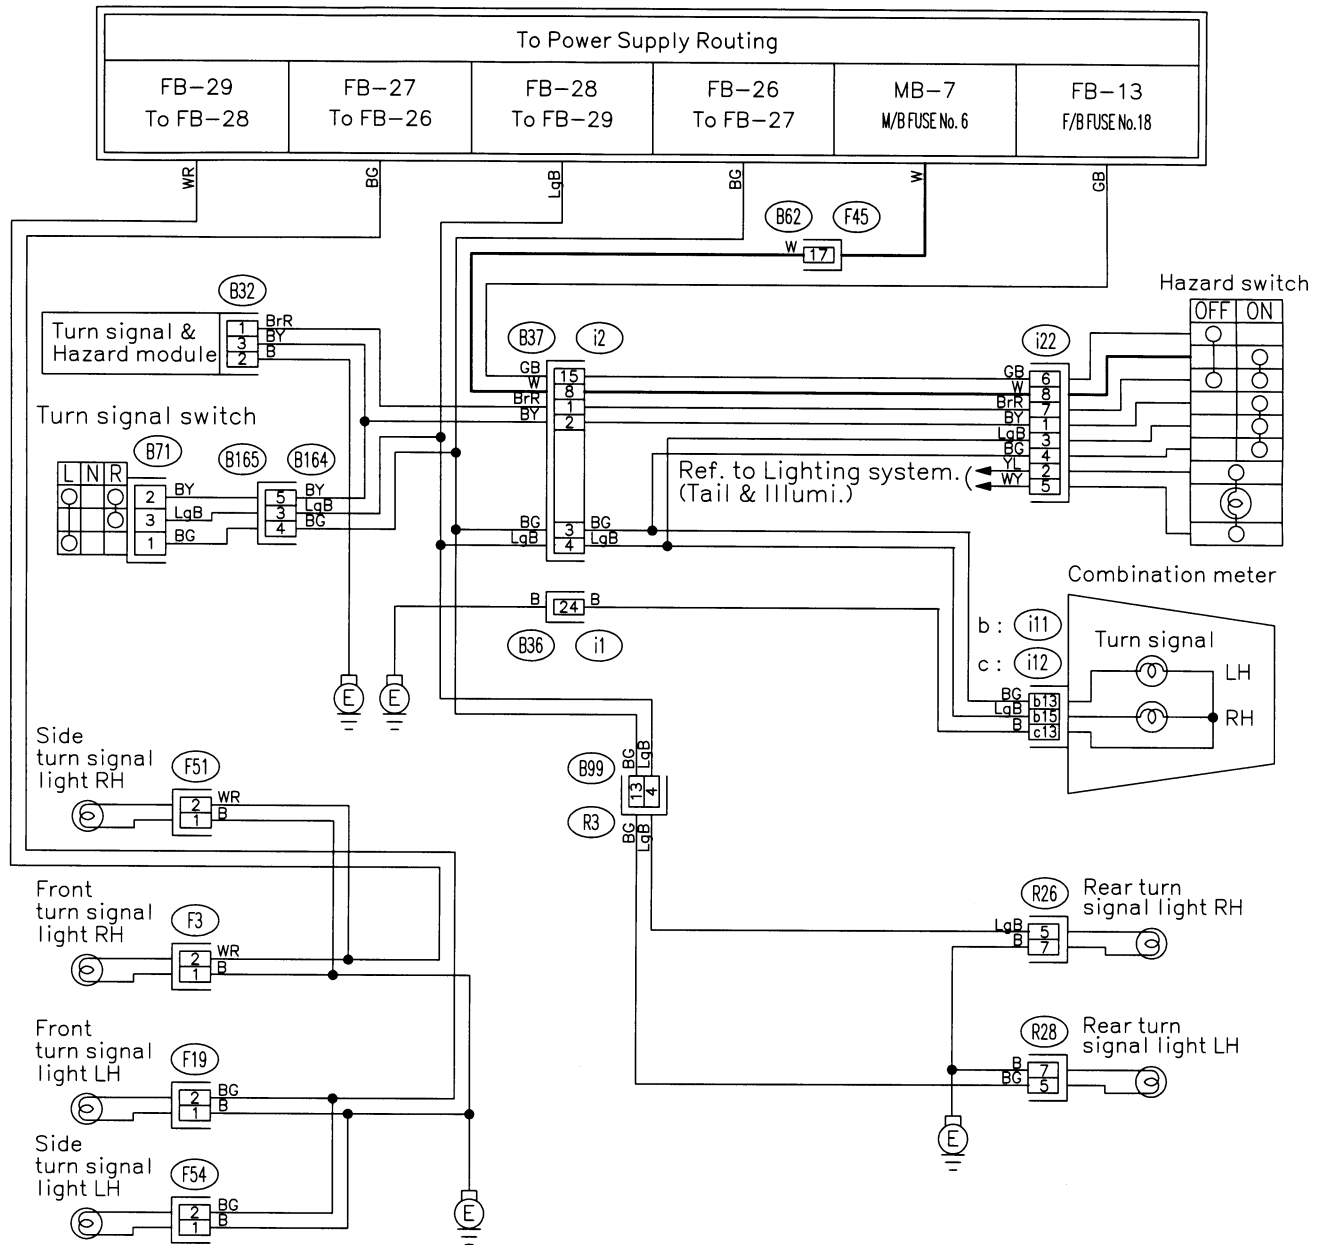 To Power Supply Routing
FB-29
To FB-28
FB-27
To FB-26
FB-28
To FB-29
FB-26
To FB-27
MB-7
M/B FUSE No. 6
FB-13
F/B FUSE No. 18
WR
BG
LgB
BG
W
GB
B62
F45
W
17
B32
Turn signal &
Hazard module
1
3
2
BrR
BY
B
B37
i2
GB
W
BrR
BY
15
8
1
2
BG
LgB
3
4
BG
LgB
i22
GB
W
BrR
BY
LgB
BG
YL
WY
6
8
7
1
3
4
2
5
Hazard switch
OFF
ON
Turn signal switch
L
N
R
B71
2
3
1
BY
LgB
BG
B165
B164
5
3
4
BY
LgB
BG
Ref. to Lighting system.
(Tail & Illumi.)
B
24
B
B36
i1
E
E
Combination meter
b :
i11
c :
i12
Turn signal
LH
RH
BG
LgB
B
b13
b15
c13
BG
LgB
B99
13
4
R3
BG
LgB
Side
turn signal
light RH
F51
2
1
WR
B
Front
turn signal
light RH
F3
2
1
WR
B
Front
turn signal
light LH
F19
2
1
BG
B
Side
turn signal
light LH
F54
2
1
BG
B
E
R26
Rear turn
signal light RH
LgB
B
5
7
R28
Rear turn
signal light LH
B
BG
7
5
E